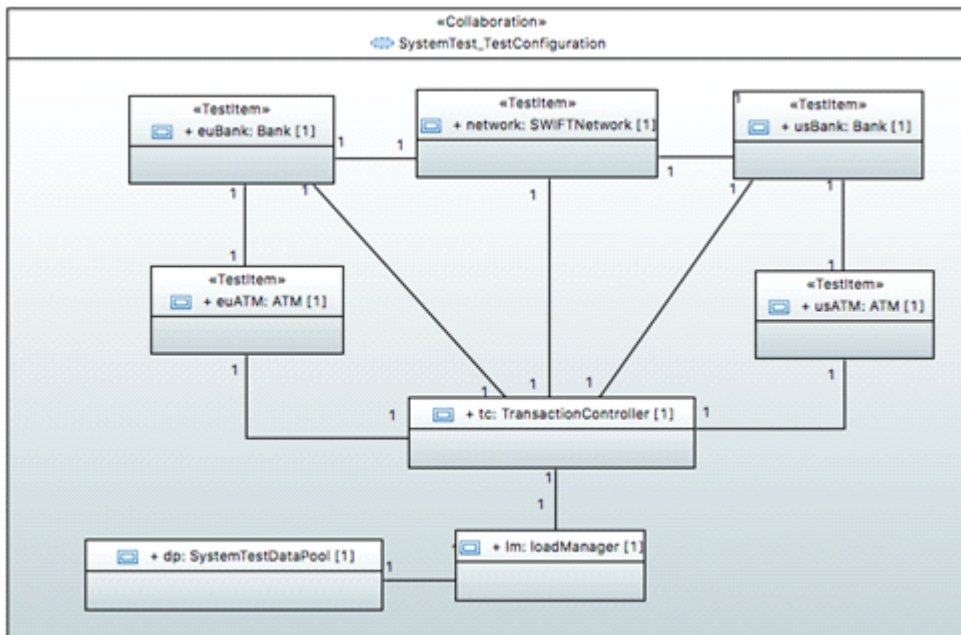 «Collaboration»
SystemTest_TestConfiguration
«TestItem»
+ euBank: Bank [1]
«TestItem»
+ network: SWIFTNetwork [1]
1
«TestItem»
+ usBank: Bank [1]
1
1
1
1
1
1
1
1
1
«TestItem»
+ euATM: ATM [1]
1
1
«TestItem»
+ usATM: ATM [1]
1
1
1
1
1
1
1
+ tc: TransactionController [1]
1
1
1
+ lm: loadManager [1]
+ dp: SystemTestDataPool [1]
1